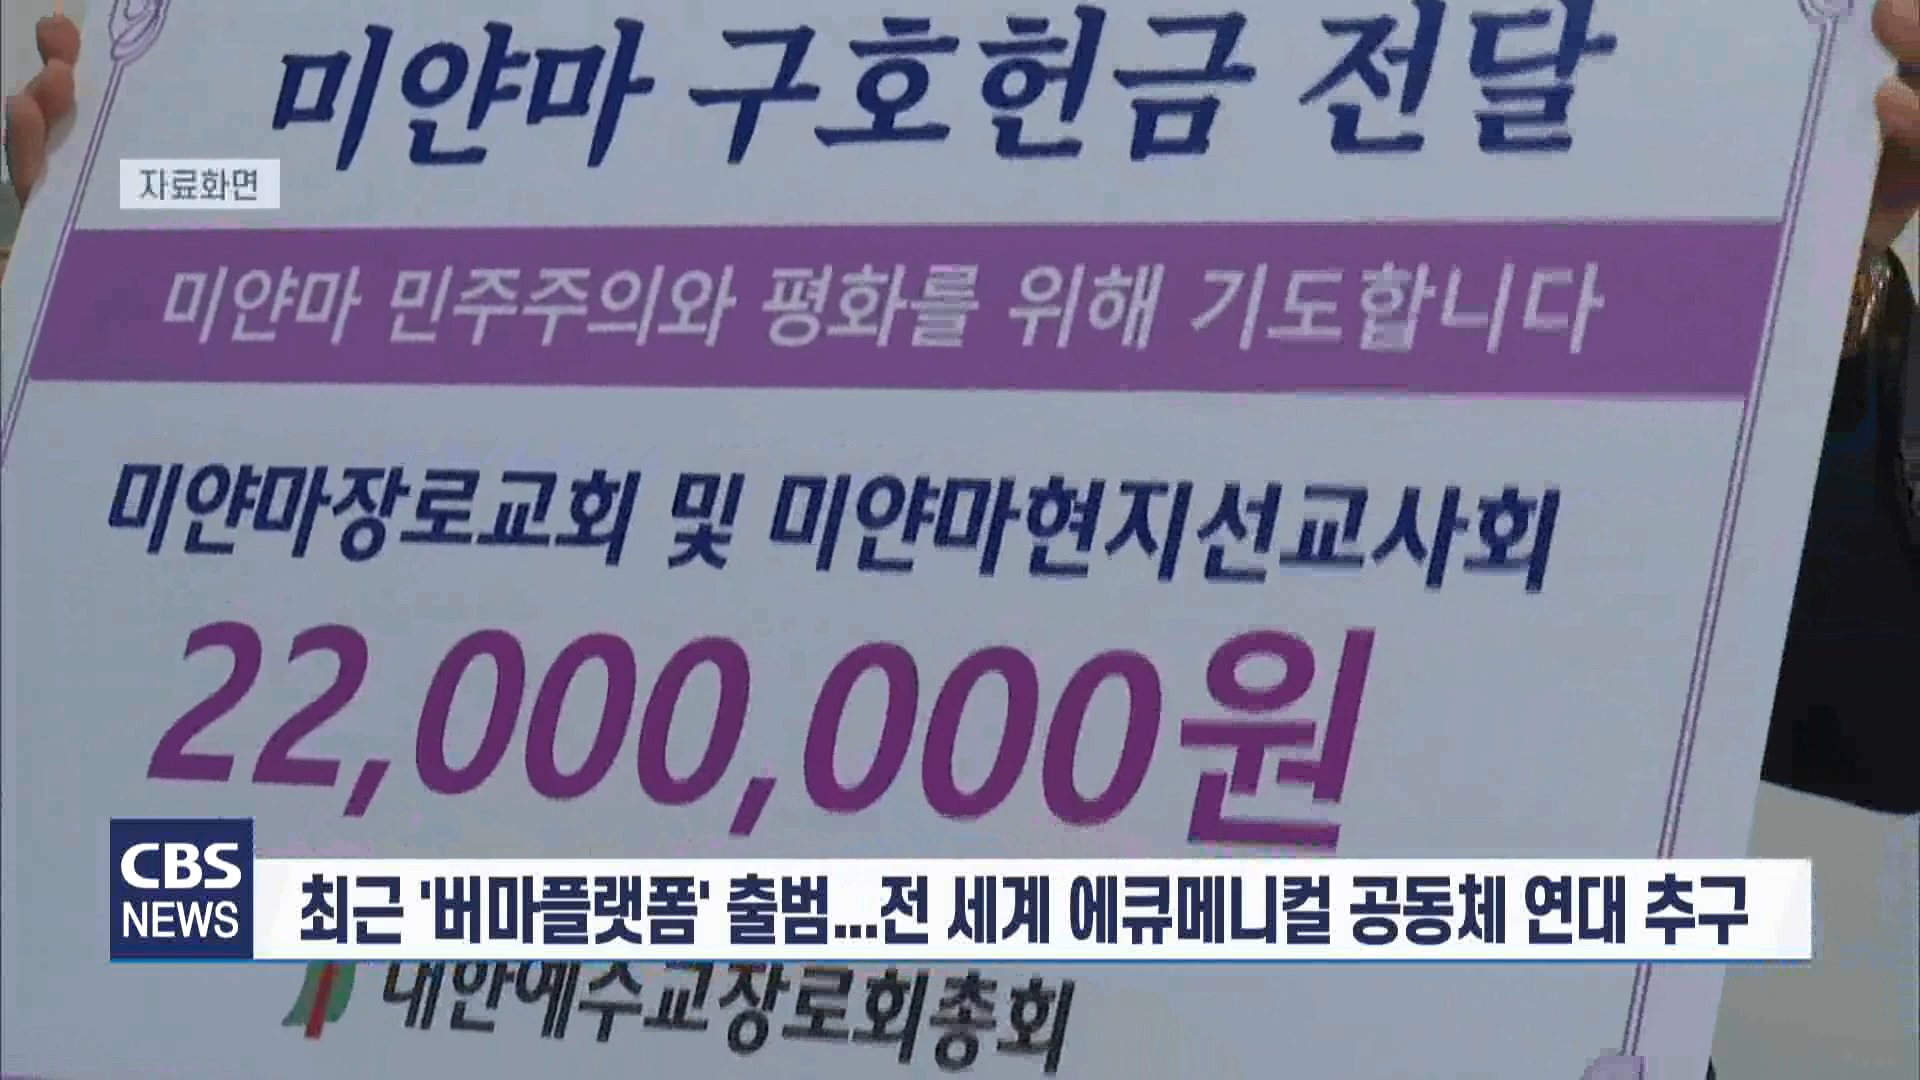 미얀마 구호헌금 전달
자료화면
미얀마 민주주의와 평화를 위해 기도합니다
미얀마장로교회 및 미얀마현지선교사회
22,000,000원
CBS
NEWS
최근 '버마플랫폼' 출범...전 세계 에큐메니컬 공동체 연대 추구
대한예수교장로회총회